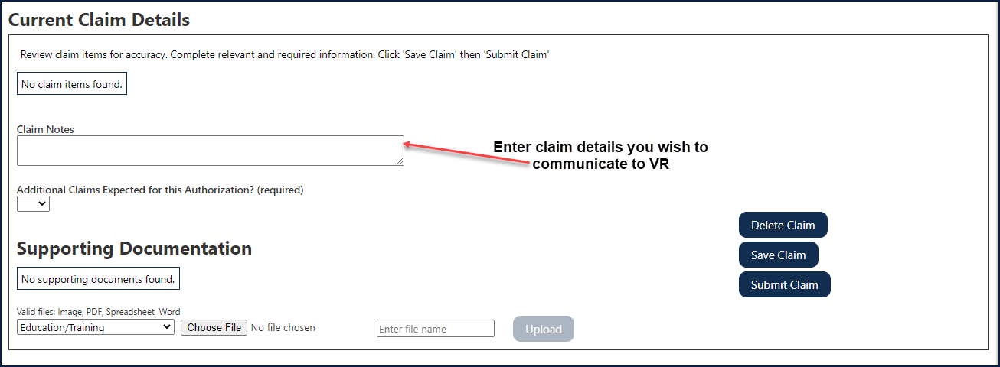 Current Claim Details
Review claim items for accuracy. Complete relevant and required information. Click 'Save Claim' then 'Submit Claim'
No claim items found.
Claim Notes
Enter claim details you wish to
communicate to VR
Additional Claims Expected for this Authorization? (required)
Delete Claim
Supporting Documentation
Save Claim
No supporting documents found.
Submit Claim
Valid files: Image, PDF, Spreadsheet, Word
Education/Training Choose File No file chosen Enter file name Upload